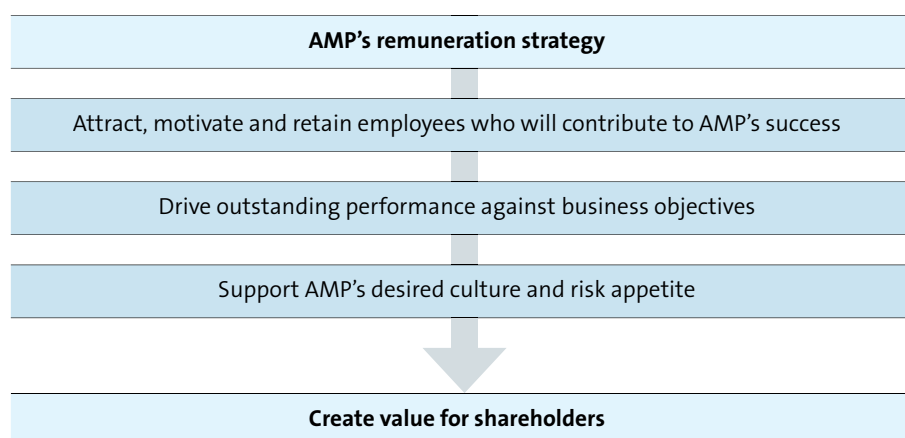 AMP’s remuneration strategy
Attract, motivate and retain employees who will contribute to AMP’s success
Drive outstanding performance against business objectives
Support AMP’s desired culture and risk appetite
Create value for shareholders